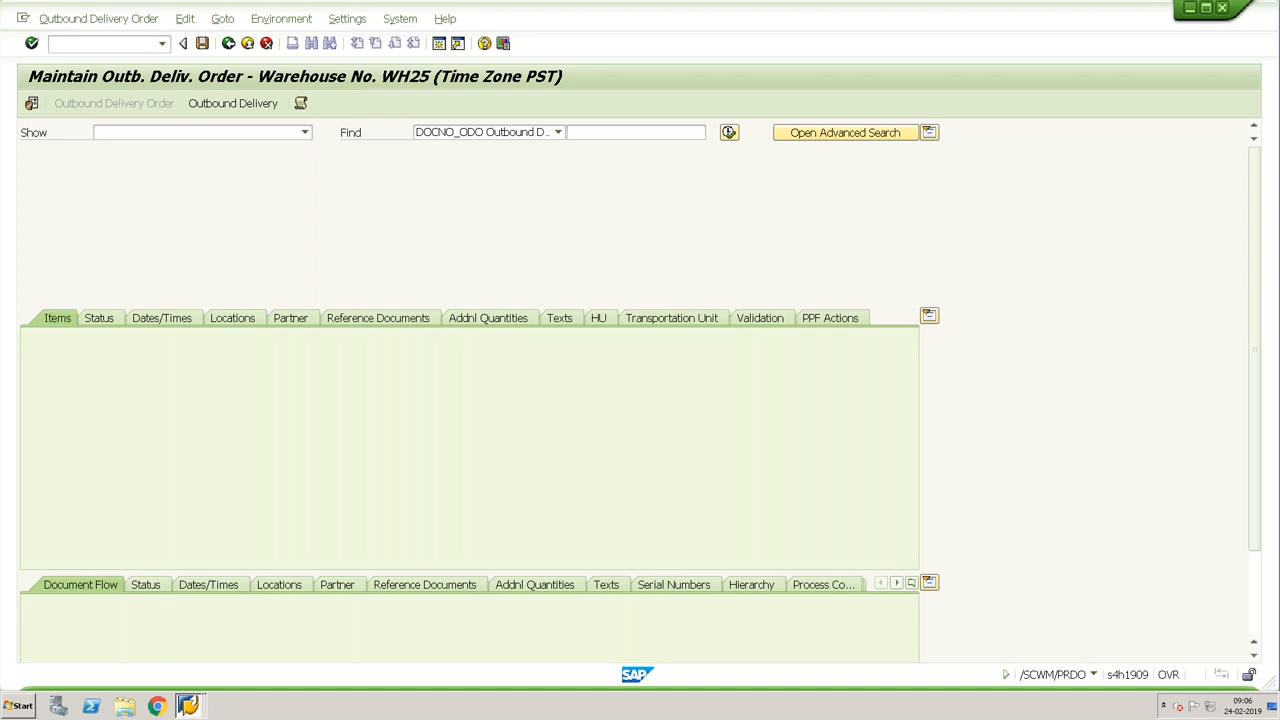 Outbound Delivery Order Edit Goto Environment Settings System Help
Maintain Outb. Deliv. Order - Warehouse No. WH25 (Time Zone PST)
Outbound Delivery Order Outbound Delivery
Show Find DOCNO_ODO Outbound D... Open Advanced Search
Items Status Dates/Times Locations Partner Reference Documents Addnl Quantities Texts HU Transportation Unit Validation PPF Actions
Document Flow Status Dates/Times Locations Partner Reference Documents Addnl Quantities Texts Serial Numbers Hierarchy Process Co...
SAP /SCWM/PRDO s4h1909 OVR
Start 09:06
24-02-2019